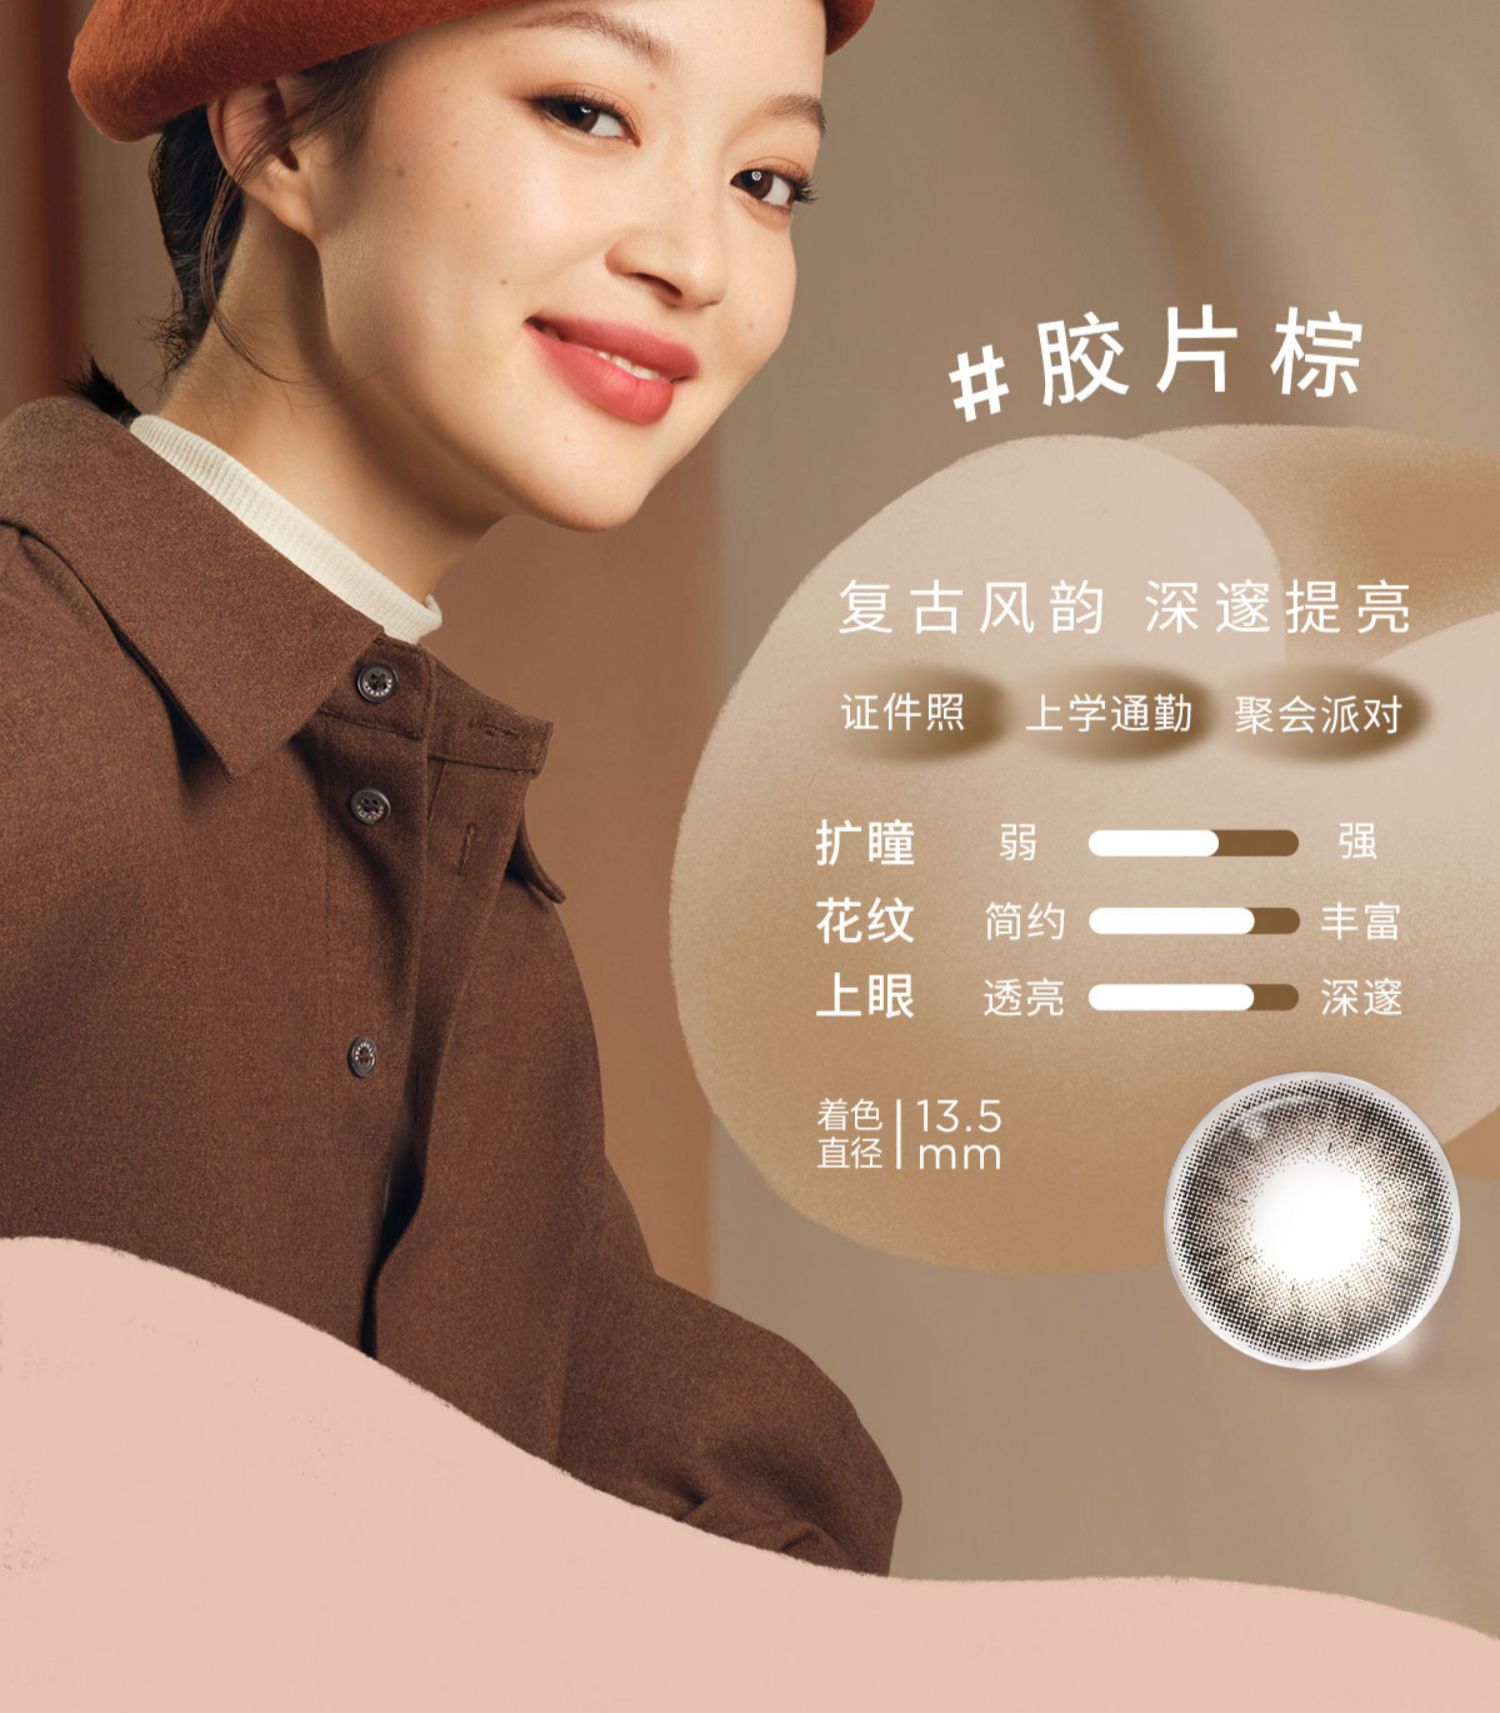 #胶片棕
复古风韵 深邃提亮
证件照 上学通勤 聚会派对
扩瞳 弱 强
花纹 简约 丰富
上眼 透亮 深邃
着色 13.5
直径 mm